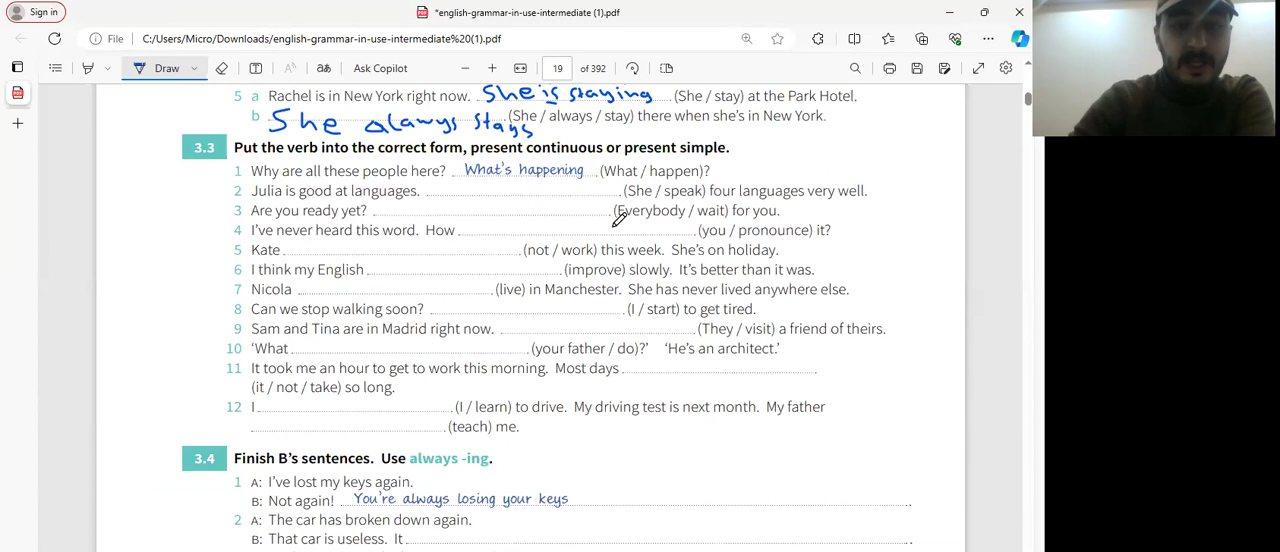 Sign in
*english-grammar-in-use-intermediate (1).pdf
File C:/Users/Micro/Downloads/english-grammar-in-use-intermediate%20(1).pdf
Draw Ask Copilot 19 of 392
5 a Rachel is in New York right now. She is staying (She / stay) at the Park Hotel.
b She always stays (She / always / stay) there when she's in New York.
3.3 Put the verb into the correct form, present continuous or present simple.
1 Why are all these people here? What's happening (What / happen)?
2 Julia is good at languages. (She / speak) four languages very well.
3 Are you ready yet? (Everybody / wait) for you.
4 I've never heard this word. How (you / pronounce) it?
5 Kate (not / work) this week. She's on holiday.
6 I think my English (improve) slowly. It's better than it was.
7 Nicola (live) in Manchester. She has never lived anywhere else.
8 Can we stop walking soon? (I / start) to get tired.
9 Sam and Tina are in Madrid right now. (They / visit) a friend of theirs.
10 'What (your father / do)?' 'He's an architect.'
11 It took me an hour to get to work this morning. Most days
(it / not / take) so long.
12 I (I / learn) to drive. My driving test is next month. My father
(teach) me.
3.4 Finish B's sentences. Use always -ing.
1 A: I've lost my keys again.
B: Not again! You're always losing your keys
2 A: The car has broken down again.
B: That car is useless. It